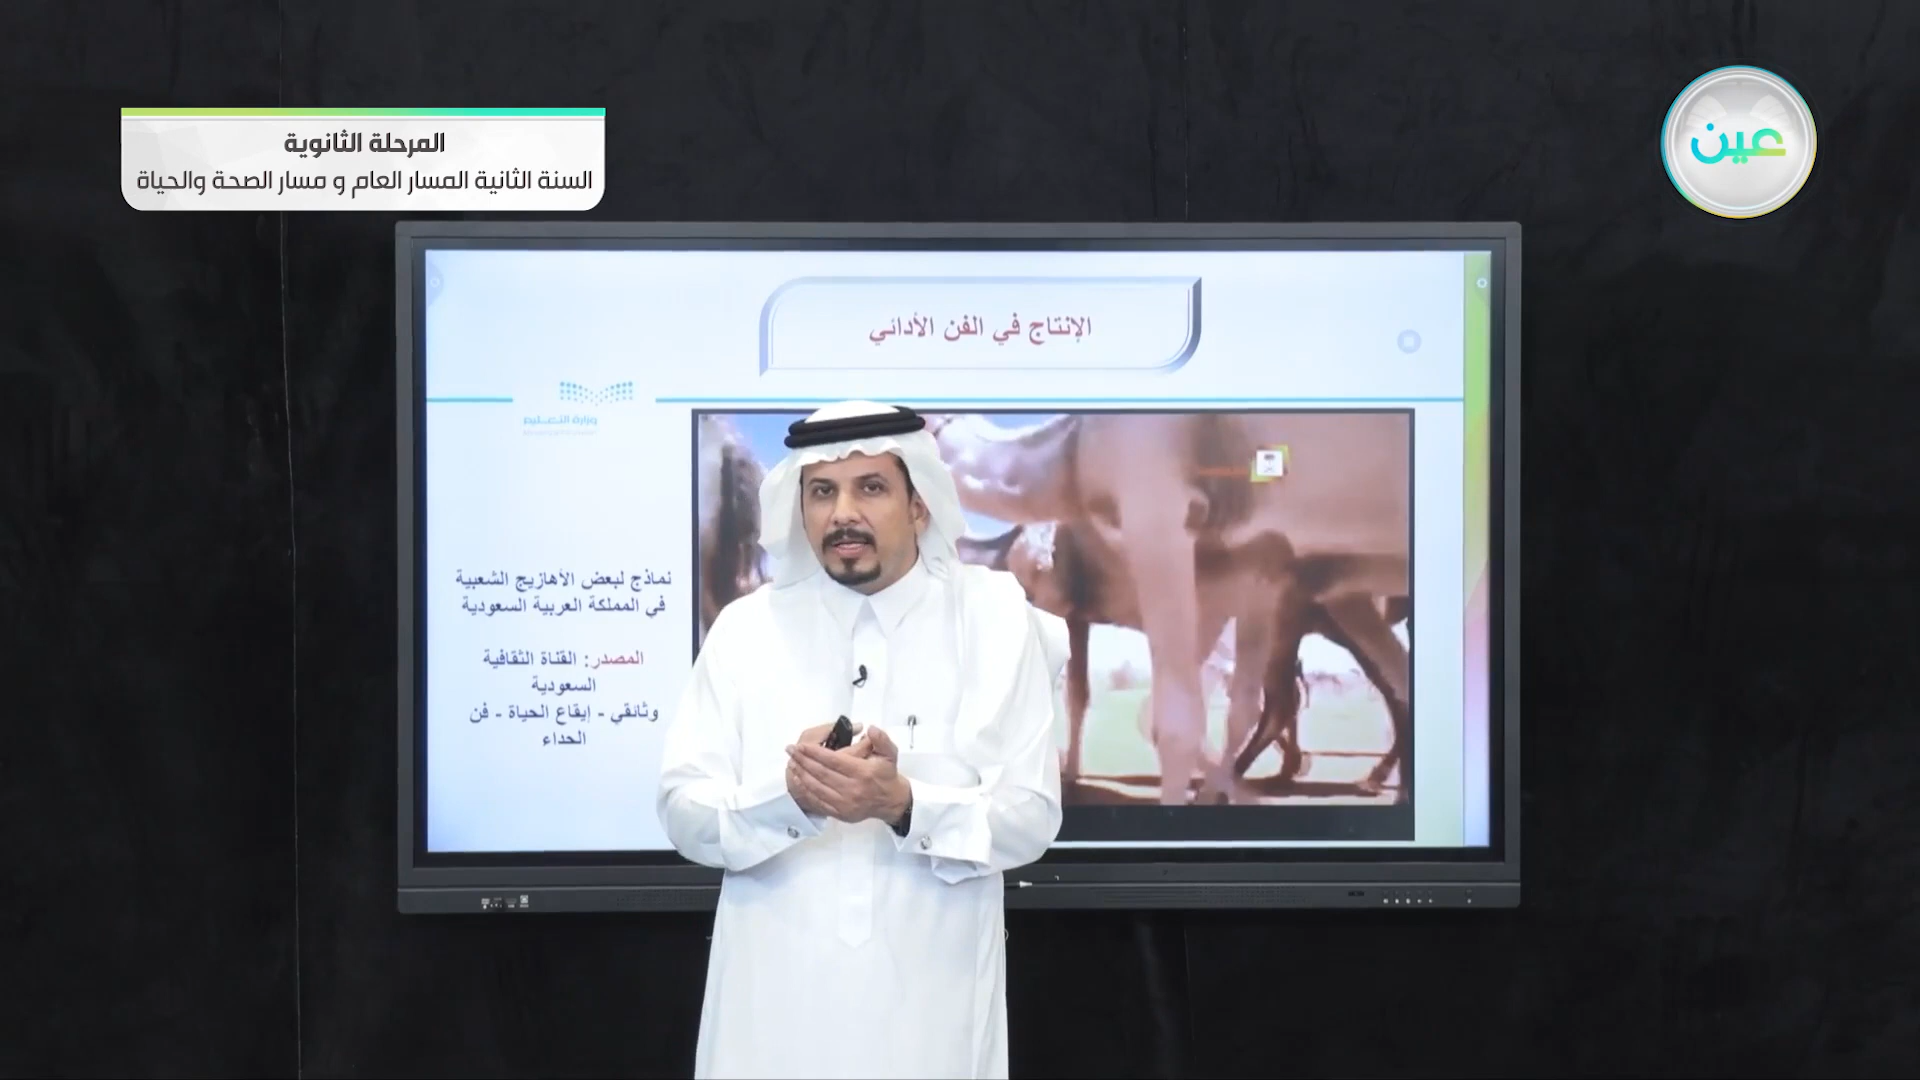 المرحلة الثانوية
السنة الثانية المسار العام و مسار الصحة والحياة
عين
الإنتاج في الفن الأدائي
وزارة التعليم
نماذج لبعض الأهازيج الشعبية
في المملكة العربية السعودية
المصدر: القناة الثقافية
السعودية
وثائقي - إيقاع الحياة - فن
الحداء